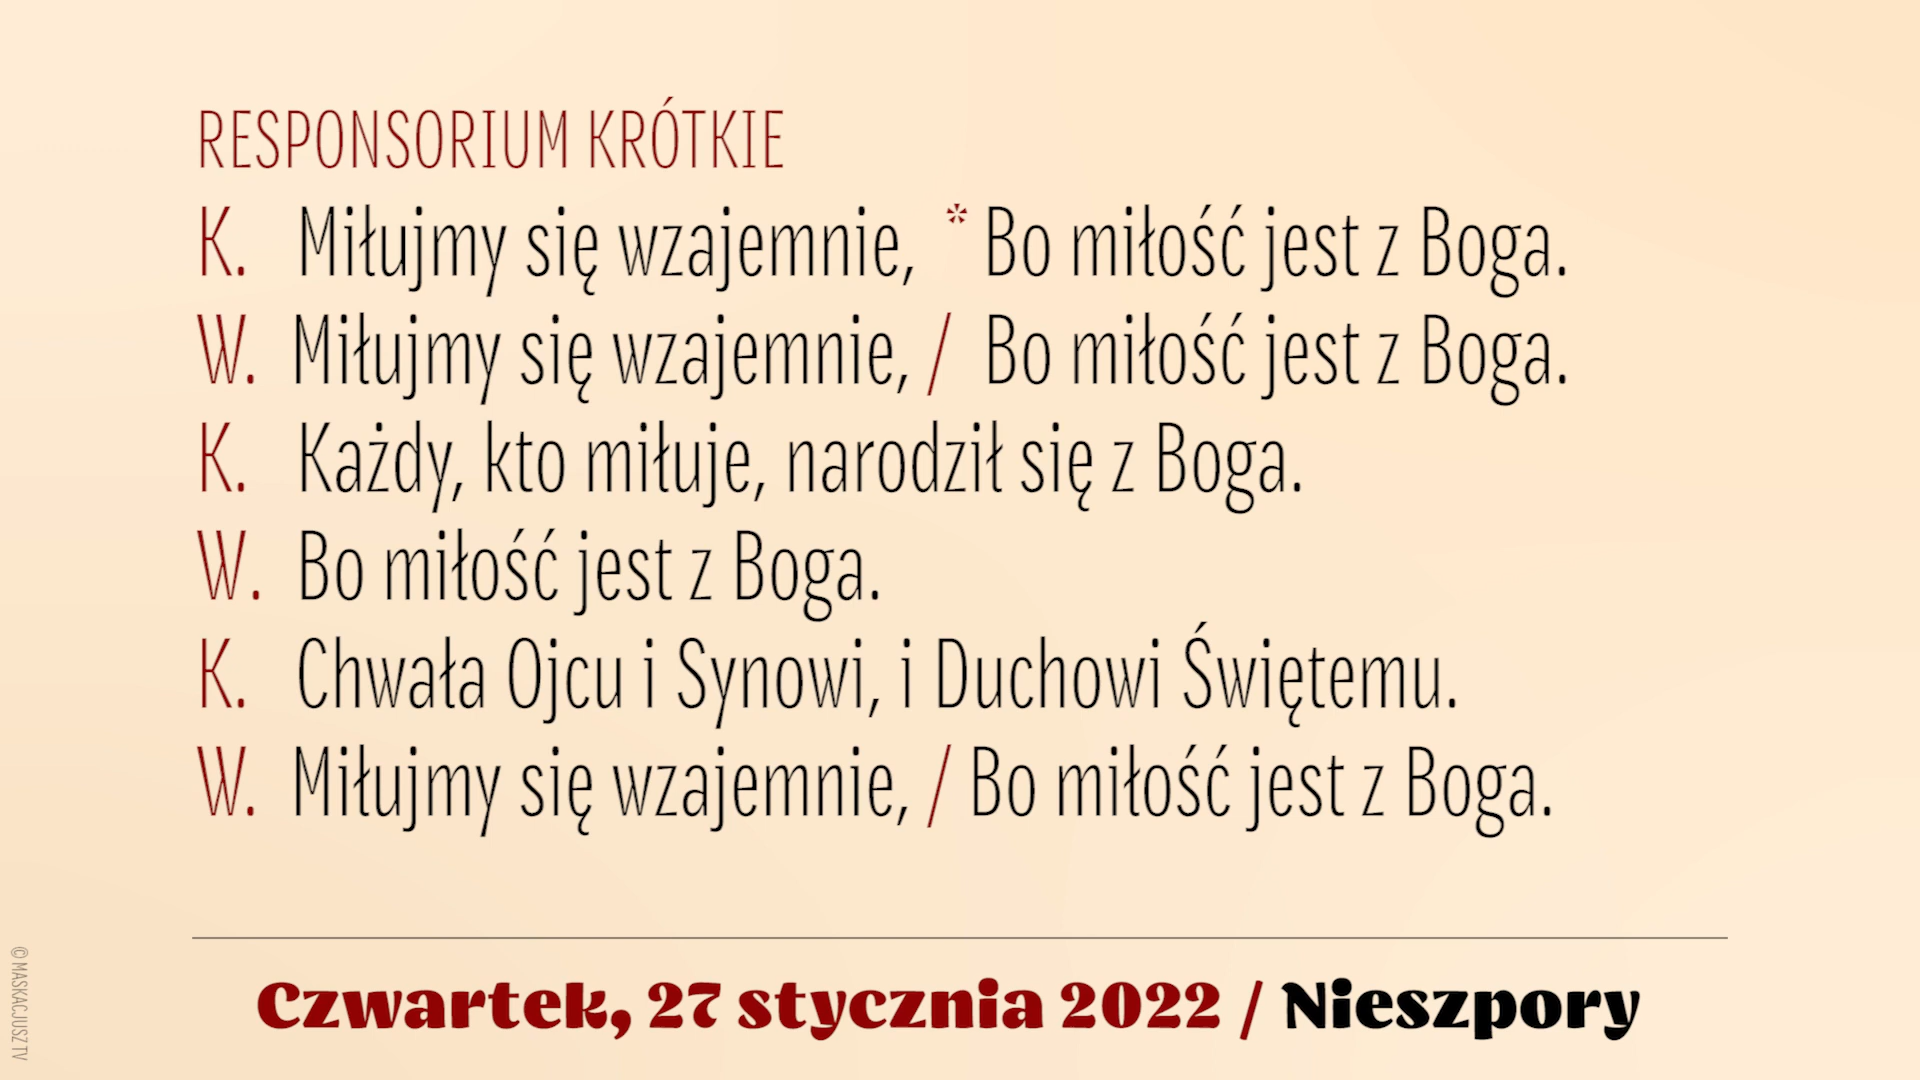 RESPONSORIUM KRÓTKIE
K. Miłujmy się wzajemnie, * Bo miłość jest z Boga.
W. Miłujmy się wzajemnie, / Bo miłość jest z Boga.
K. Każdy, kto miłuje, narodził się z Boga.
W. Bo miłość jest z Boga.
K. Chwała Ojcu i Synowi, i Duchowi Świętemu.
W. Miłujmy się wzajemnie, / Bo miłość jest z Boga.
Czwartek, 27 stycznia 2022 / Nieszpory
© MASKACJUSZ TV